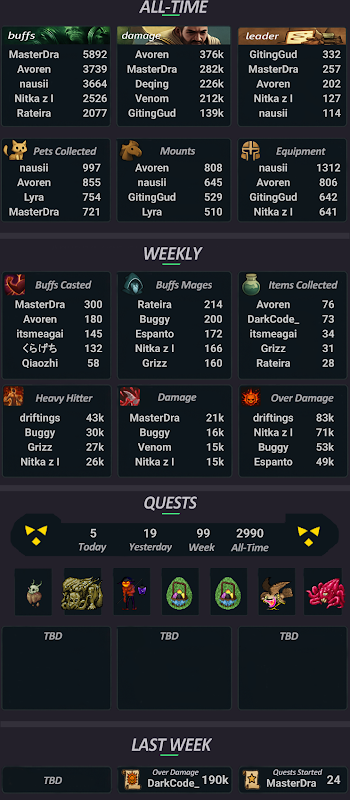 ALL-TIME
buffs
MasterDra 5892
Avoren 3739
nausii 3664
Nitka z l 2526
Rateira 2077
damage
Avoren 376k
MasterDra 282k
Deqing 226k
Venom 212k
GitingGud 139k
leader
GitingGud 332
MasterDra 257
Avoren 202
Nitka z l 127
nausii 114
Pets Collected
nausii 997
Avoren 855
Lyra 754
MasterDra 721
Mounts
Avoren 808
nausii 645
GitingGud 529
Lyra 510
Equipment
nausii 1312
Avoren 806
GitingGud 642
Nitka z l 641
WEEKLY
Buffs Casted
MasterDra 300
Avoren 180
itsmeagai 145
くらげち 132
Qiaozhi 58
Buffs Mages
Rateira 214
Buggy 200
Espanto 172
Nitka z l 166
Grizz 160
Items Collected
Avoren 76
DarkCode_ 73
itsmeagai 34
Grizz 31
Rateira 28
Heavy Hitter
driftings 43k
Buggy 30k
Grizz 27k
Nitka z l 26k
Damage
MasterDra 21k
Buggy 16k
Venom 15k
Nitka z l 15k
Over Damage
driftings 83k
Nitka z l 71k
Buggy 53k
Espanto 49k
QUESTS
5 19 99 2990
Today Yesterday Week All-Time
TBD
TBD
TBD
LAST WEEK
TBD
Over Damage
DarkCode_ 190k
Quests Started
MasterDra 24